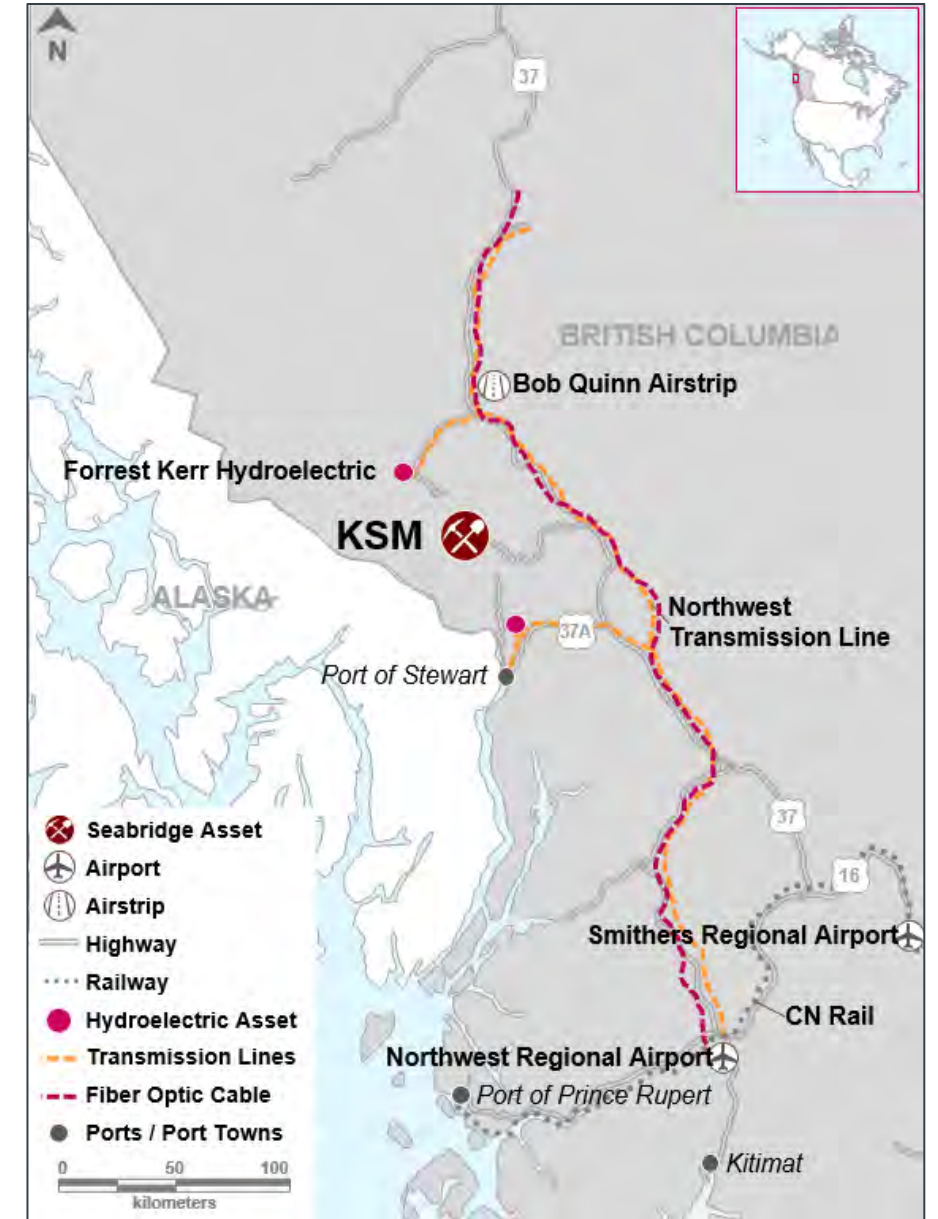 N
37
BRITISH COLUMBIA
Bob Quinn Airstrip
Forrest Kerr Hydroelectric
KSM
ALASKA
Northwest
Transmission Line
37A
Port of Stewart
37
16
Smithers Regional Airport
CN Rail
Northwest Regional Airport
Port of Prince Rupert
Kitimat
Seabridge Asset
Airport
Airstrip
Highway
Railway
Hydroelectric Asset
Transmission Lines
Fiber Optic Cable
Ports / Port Towns
0 50 100
kilometers